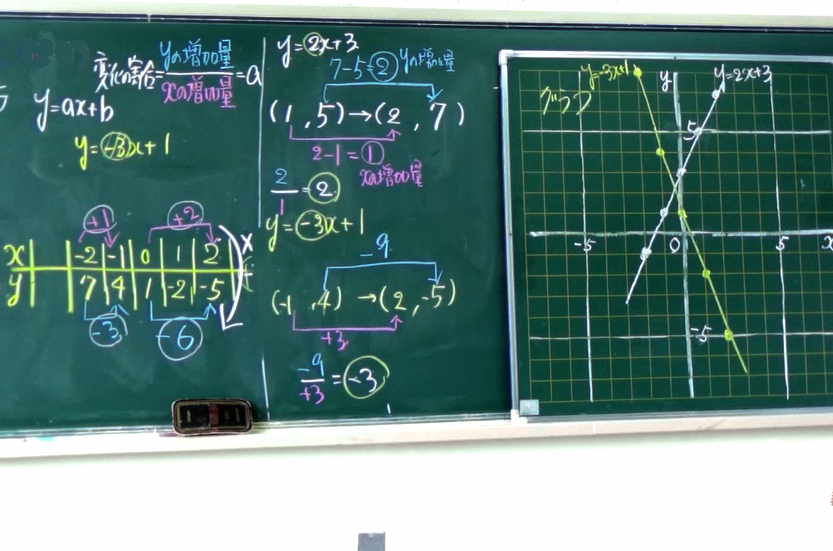 変化の割合=yの増加量/xの増加量=a
y=ax+b
y=-3x+1
+1 +2
x -2 -1 0 1 2
y 7 4 1 -2 -5
-3 -6
y=2x+3
7-5=2 yの増加量
(1,5)→(2,7)
2-1=1
xの増加量
2/1=2
y=-3x+1
-9
(-1,4)→(2,-5)
+3
-9/+3=-3
y=-3x+1 y y=2x+3
グラフ
5
-5 0 5 x
-5